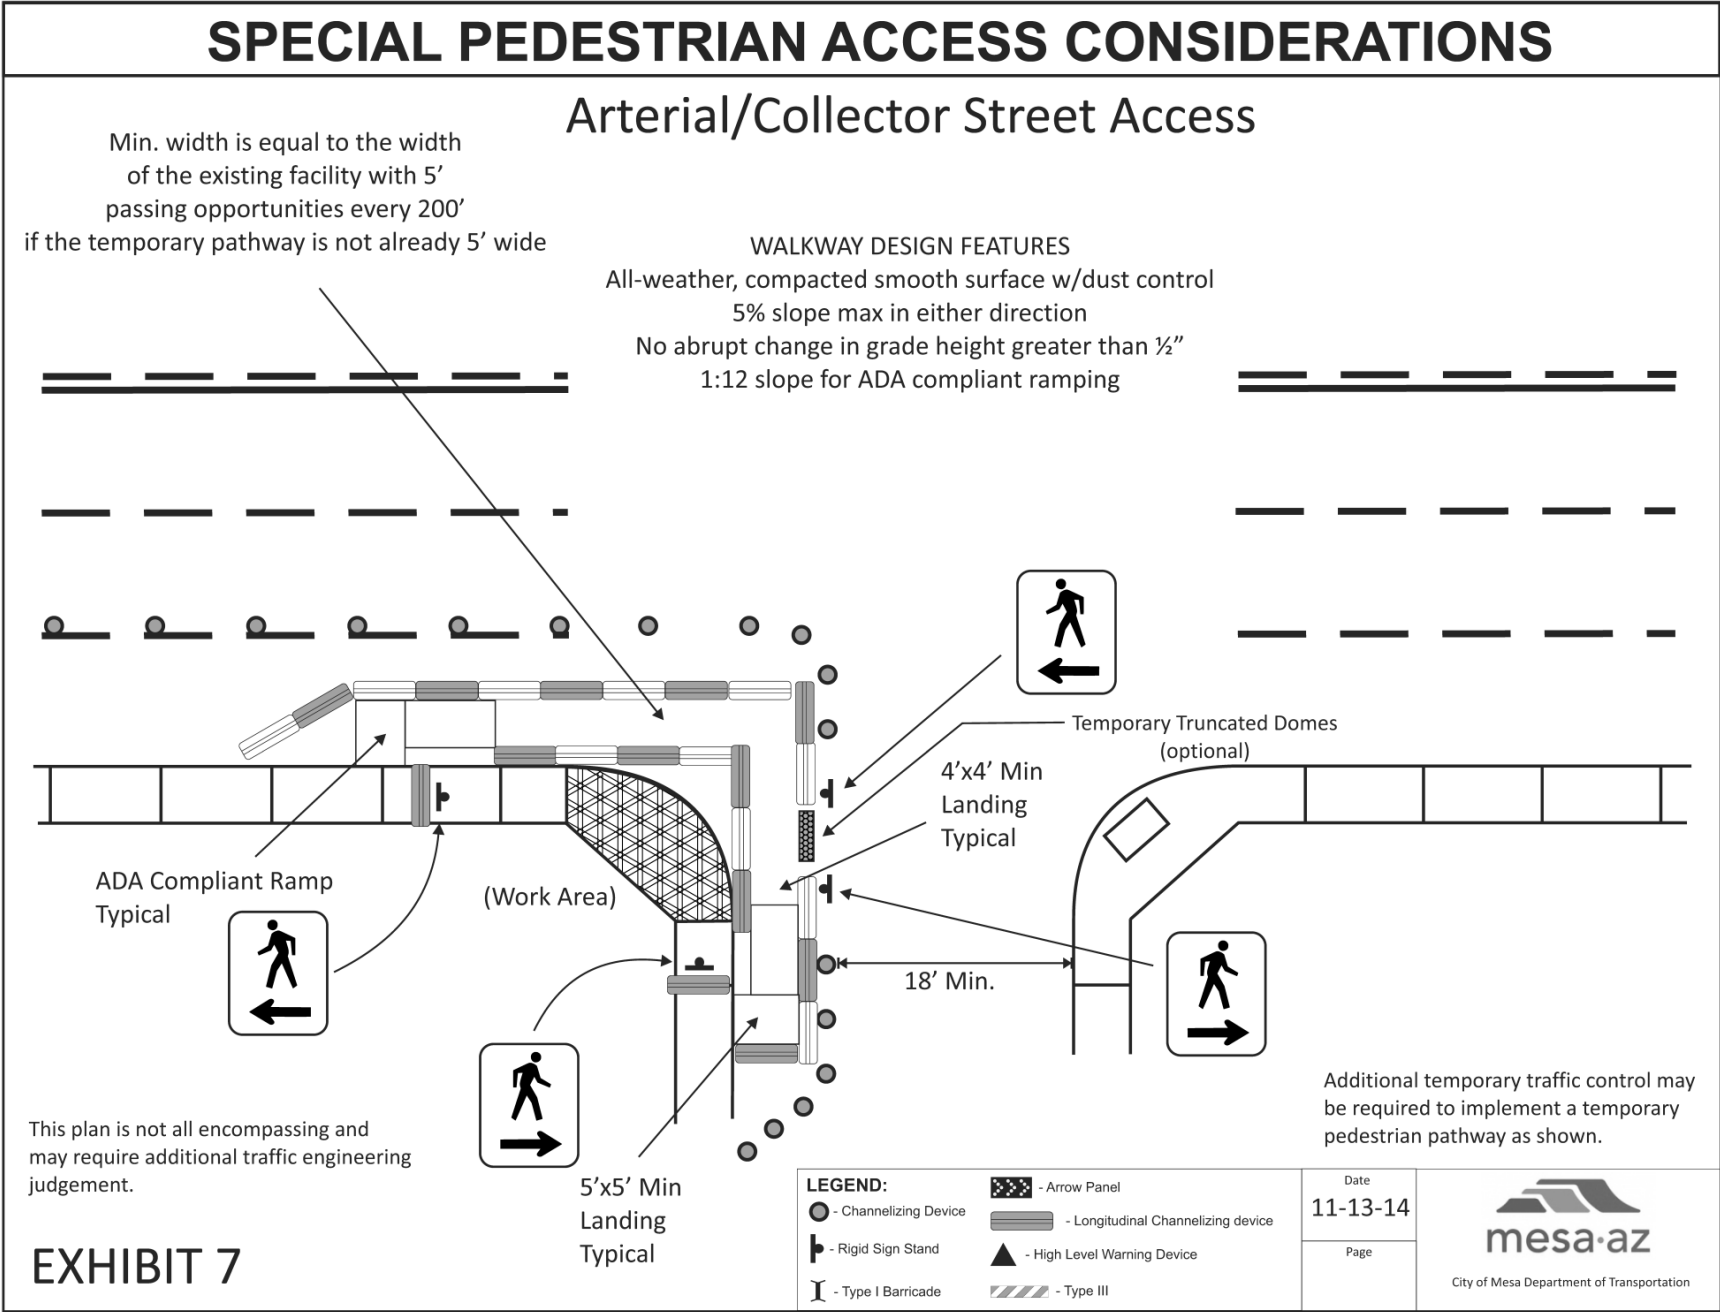 SPECIAL PEDESTRIAN ACCESS CONSIDERATIONS
Arterial/Collector Street Access
Min. width is equal to the width
of the existing facility with 5’
passing opportunities every 200’
if the temporary pathway is not already 5’ wide
WALKWAY DESIGN FEATURES
All-weather, compacted smooth surface w/dust control
5% slope max in either direction
No abrupt change in grade height greater than ½”
1:12 slope for ADA compliant ramping
Temporary Truncated Domes
(optional)
4’x4’ Min
Landing
Typical
ADA Compliant Ramp
Typical
(Work Area)
18’ Min.
5’x5’ Min
Landing
Typical
This plan is not all encompassing and
may require additional traffic engineering
judgement.
Additional temporary traffic control may
be required to implement a temporary
pedestrian pathway as shown.
EXHIBIT 7
LEGEND:
- Channelizing Device
- Rigid Sign Stand
- Type I Barricade
- Arrow Panel
- Longitudinal Channelizing device
- High Level Warning Device
- Type III
Date
11-13-14
Page
mesa·az
City of Mesa Department of Transportation